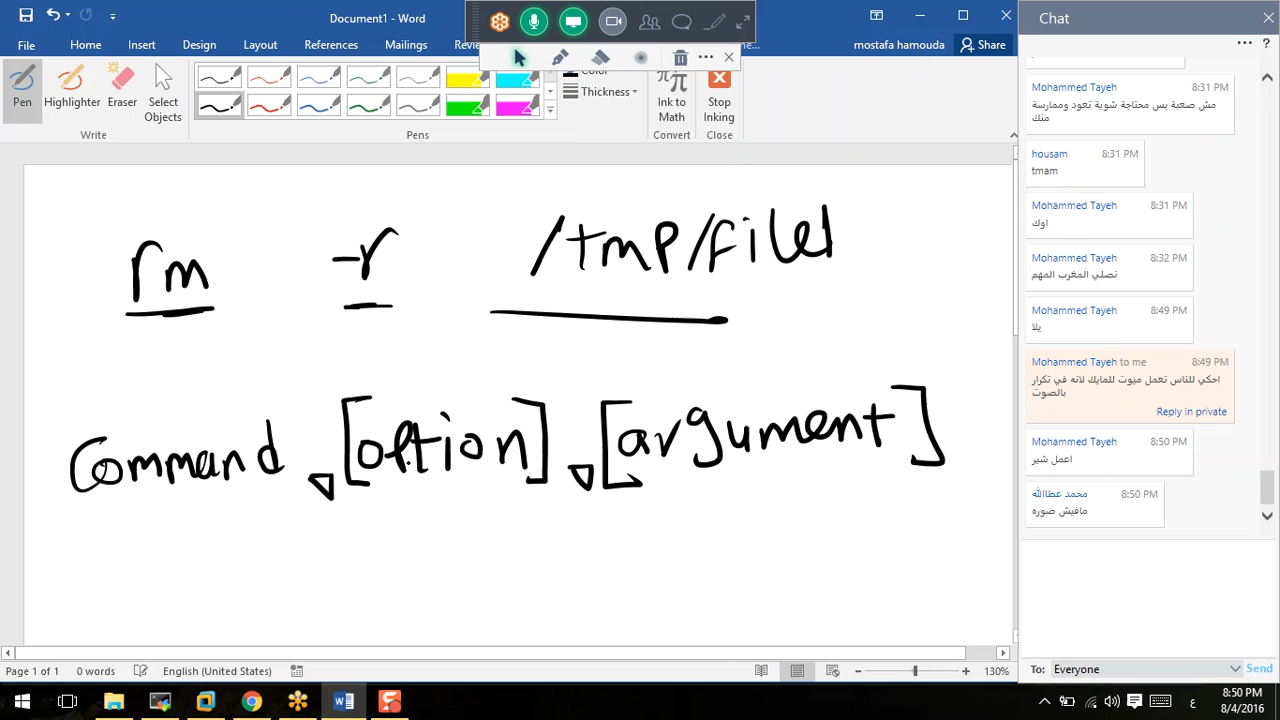 Document1 - Word
mostafa hamouda
Share
File
Home
Insert
Design
Layout
References
Mailings
Pen
Highlighter
Eraser
Select Objects
Color
Thickness
Ink to Math
Stop Inking
Write
Pens
Convert
Close
rm -r /tmp/file1
Command [option] [argument]
Page 1 of 1
0 words
English (United States)
130%
Chat
Mohammed Tayeh 8:31 PM
مش صعب بس محتاجة شوية تعود وممارسة
منك
housam 8:31 PM
tmam
Mohammed Tayeh 8:31 PM
اوك
Mohammed Tayeh 8:32 PM
نصلي المغرب المهم
Mohammed Tayeh 8:49 PM
يلا
Mohammed Tayeh to me 8:49 PM
احكي للناس تعمل ميوت للمايك لانه في تكرار
بالصوت
Reply in private
Mohammed Tayeh 8:50 PM
اعمل شير
محمد عطاالله 8:50 PM
مافيش صوره
To: Everyone
Send
ع
8:50 PM
8/4/2016